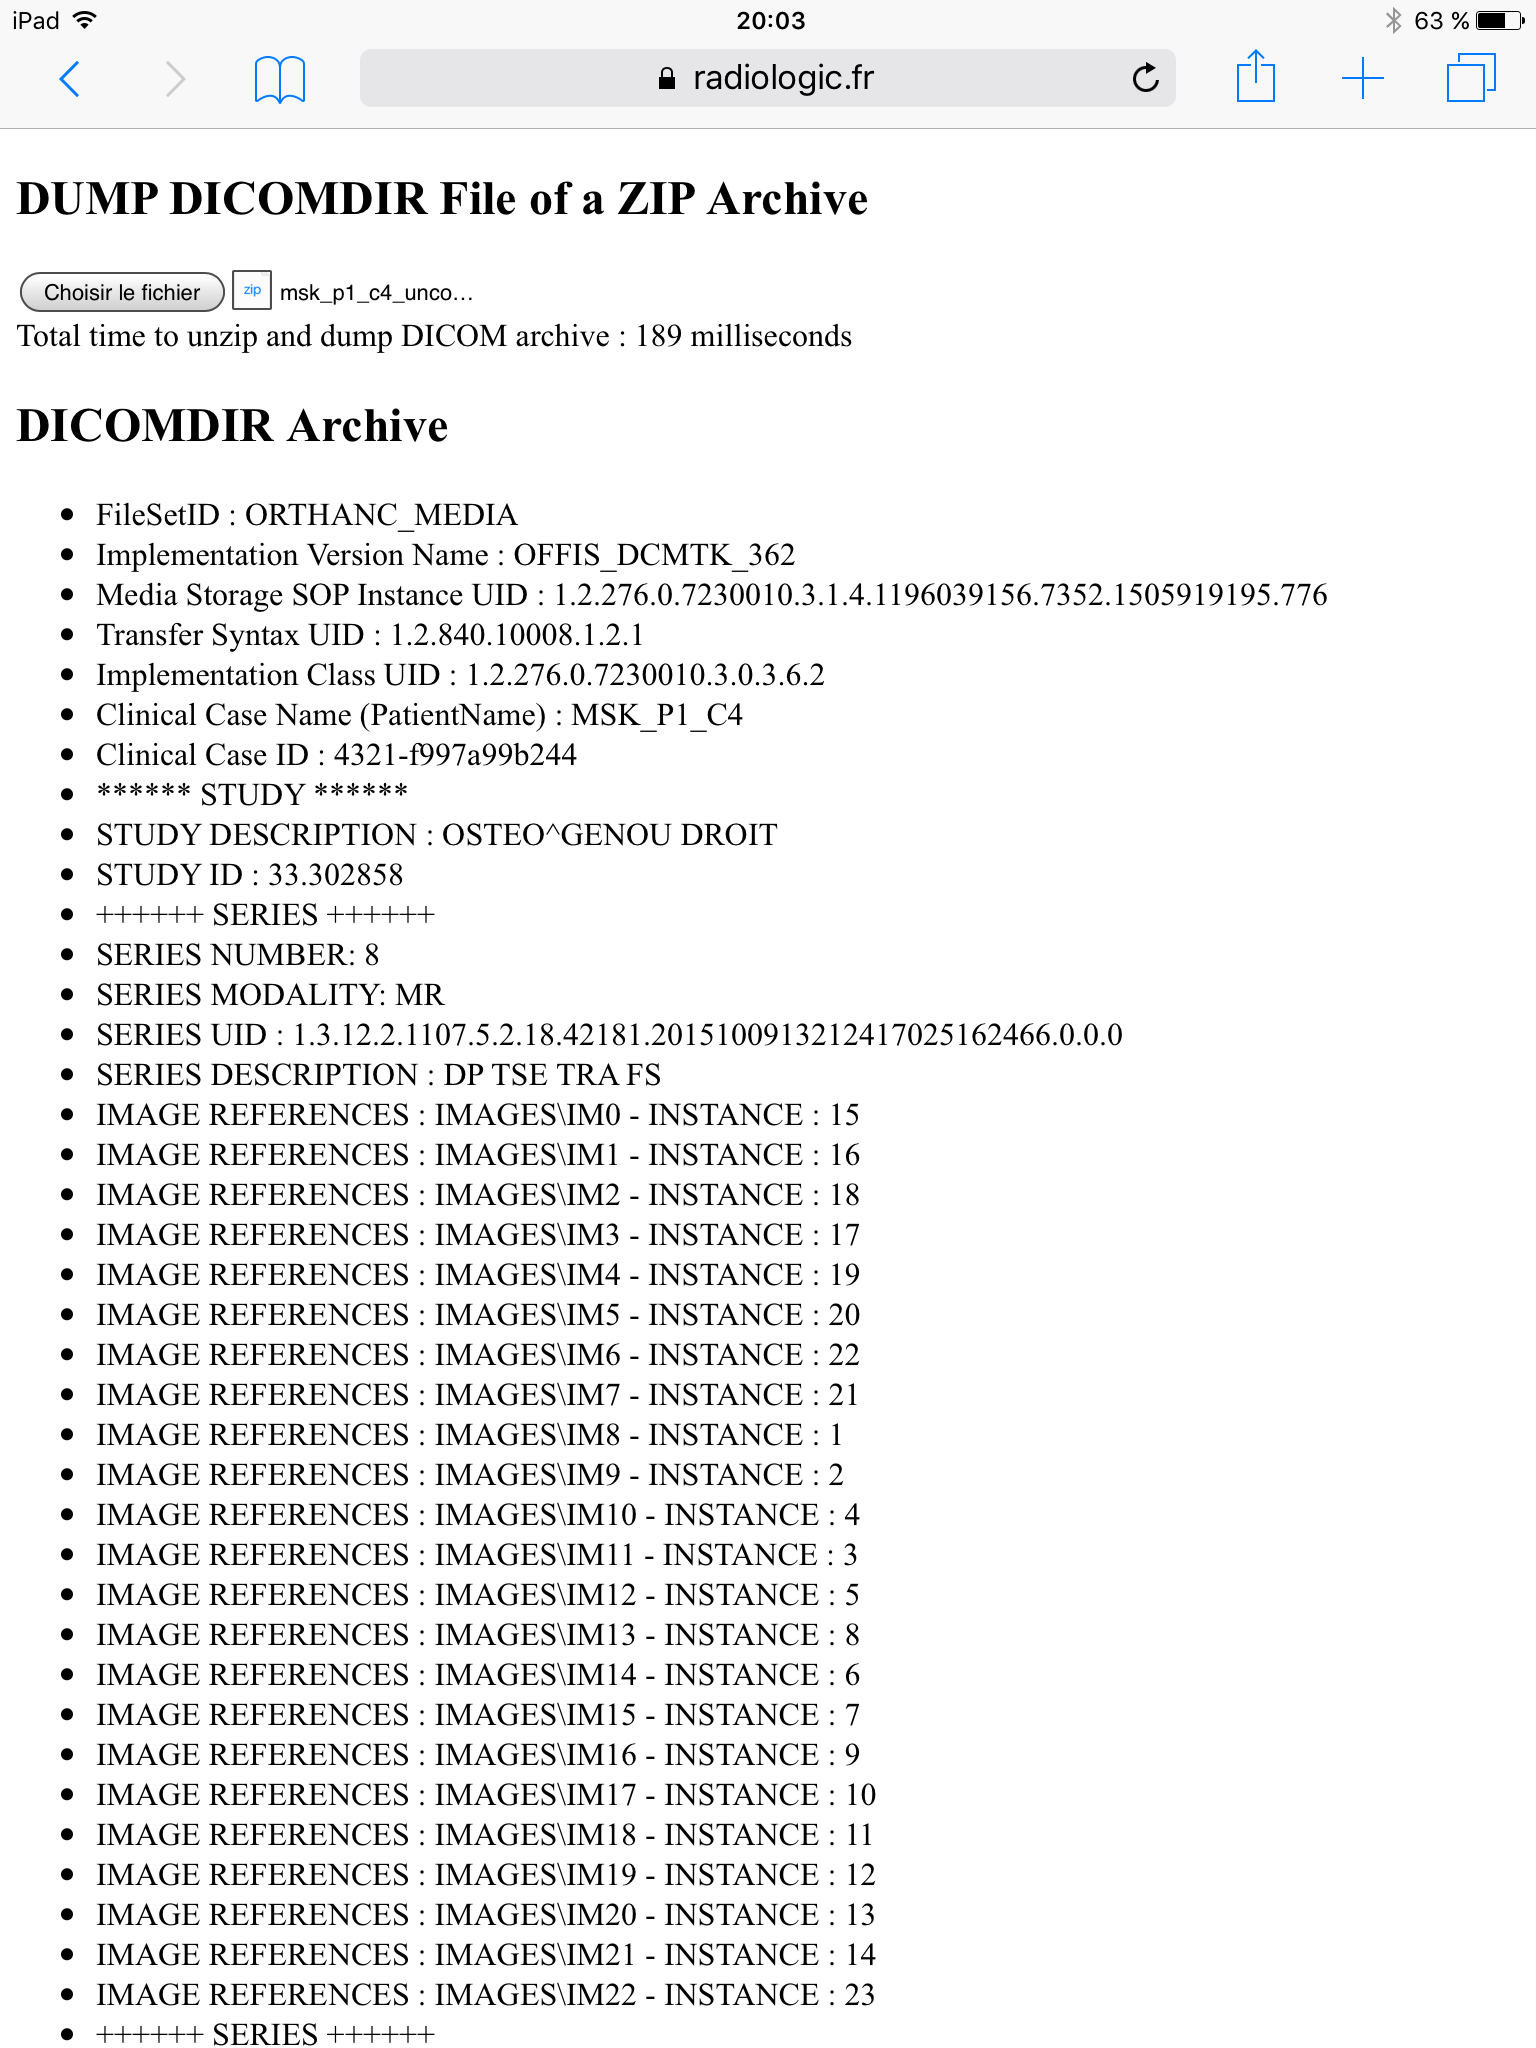 iPad 20:03 63 %
radiologic.fr
DUMP DICOMDIR File of a ZIP Archive
Choisir le fichier zip msk_p1_c4_unco...
Total time to unzip and dump DICOM archive : 189 milliseconds
DICOMDIR Archive
• FileSetID : ORTHANC_MEDIA
• Implementation Version Name : OFFIS_DCMTK_362
• Media Storage SOP Instance UID : 1.2.276.0.7230010.3.1.4.1196039156.7352.1505919195.776
• Transfer Syntax UID : 1.2.840.10008.1.2.1
• Implementation Class UID : 1.2.276.0.7230010.3.0.3.6.2
• Clinical Case Name (PatientName) : MSK_P1_C4
• Clinical Case ID : 4321-f997a99b244
• ****** STUDY ******
• STUDY DESCRIPTION : OSTEO^GENOU DROIT
• STUDY ID : 33.302858
• ++++++ SERIES ++++++
• SERIES NUMBER: 8
• SERIES MODALITY: MR
• SERIES UID : 1.3.12.2.1107.5.2.18.42181.2015100913212417025162466.0.0.0
• SERIES DESCRIPTION : DP TSE TRA FS
• IMAGE REFERENCES : IMAGES\IM0 - INSTANCE : 15
• IMAGE REFERENCES : IMAGES\IM1 - INSTANCE : 16
• IMAGE REFERENCES : IMAGES\IM2 - INSTANCE : 18
• IMAGE REFERENCES : IMAGES\IM3 - INSTANCE : 17
• IMAGE REFERENCES : IMAGES\IM4 - INSTANCE : 19
• IMAGE REFERENCES : IMAGES\IM5 - INSTANCE : 20
• IMAGE REFERENCES : IMAGES\IM6 - INSTANCE : 22
• IMAGE REFERENCES : IMAGES\IM7 - INSTANCE : 21
• IMAGE REFERENCES : IMAGES\IM8 - INSTANCE : 1
• IMAGE REFERENCES : IMAGES\IM9 - INSTANCE : 2
• IMAGE REFERENCES : IMAGES\IM10 - INSTANCE : 4
• IMAGE REFERENCES : IMAGES\IM11 - INSTANCE : 3
• IMAGE REFERENCES : IMAGES\IM12 - INSTANCE : 5
• IMAGE REFERENCES : IMAGES\IM13 - INSTANCE : 8
• IMAGE REFERENCES : IMAGES\IM14 - INSTANCE : 6
• IMAGE REFERENCES : IMAGES\IM15 - INSTANCE : 7
• IMAGE REFERENCES : IMAGES\IM16 - INSTANCE : 9
• IMAGE REFERENCES : IMAGES\IM17 - INSTANCE : 10
• IMAGE REFERENCES : IMAGES\IM18 - INSTANCE : 11
• IMAGE REFERENCES : IMAGES\IM19 - INSTANCE : 12
• IMAGE REFERENCES : IMAGES\IM20 - INSTANCE : 13
• IMAGE REFERENCES : IMAGES\IM21 - INSTANCE : 14
• IMAGE REFERENCES : IMAGES\IM22 - INSTANCE : 23
• ++++++ SERIES ++++++